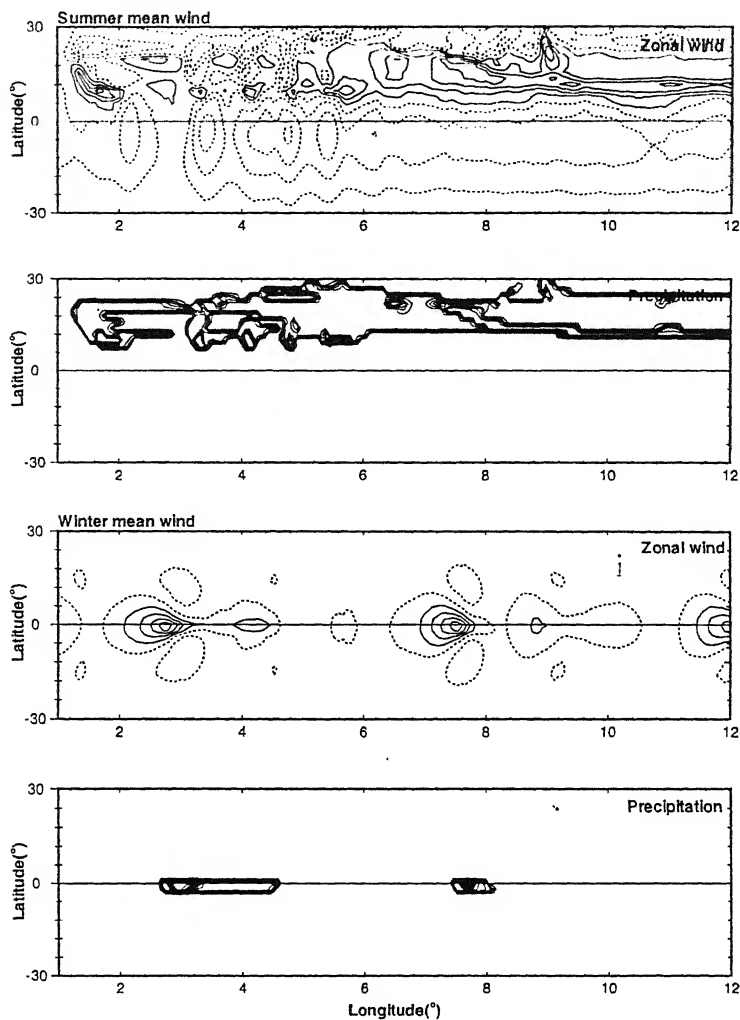 Summer mean wind
30
Zonal wind
Latitude(°)
0
-30
2 4 6 8 10 12
30
Precipitation
Latitude(°)
0
-30
2 4 6 8 10 12
Winter mean wind
30
Zonal wind
Latitude(°)
0
-30
2 4 6 8 10 12
30
Precipitation
Latitude(°)
0
-30
2 4 6 8 10 12
Longitude(°)